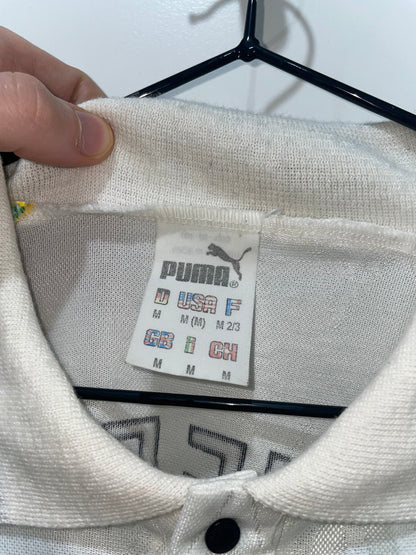 PUMA®
D USA F
M M (M) M 2/3
GB I CH
M M M